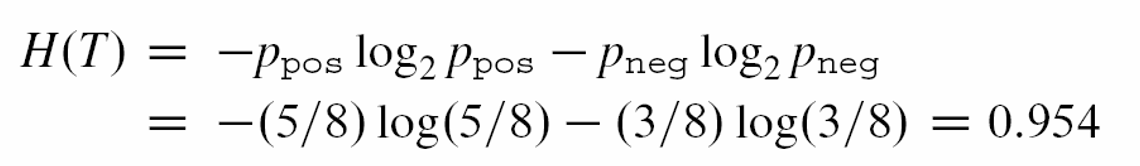 H(T) = −p_pos log₂ p_pos − p_neg log₂ p_neg
= −(5/8) log(5/8) − (3/8) log(3/8) = 0.954